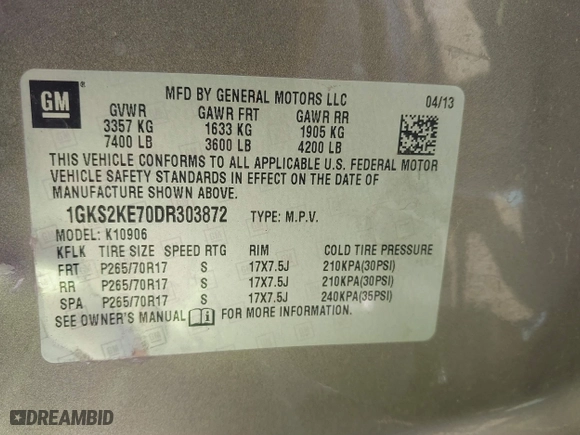 GM
®
MFD BY GENERAL MOTORS LLC
04/13
GVWR GAWR FRT GAWR RR
3357 KG 1633 KG 1905 KG
7400 LB 3600 LB 4200 LB
THIS VEHICLE CONFORMS TO ALL APPLICABLE U.S. FEDERAL MOTOR
VEHICLE SAFETY STANDARDS IN EFFECT ON THE DATE OF
MANUFACTURE SHOWN ABOVE.
1GKS2KE70DR303872 TYPE: M.P.V.
MODEL: K10906
KFLK TIRE SIZE SPEED RTG RIM COLD TIRE PRESSURE
FRT P265/70R17 S 17X7.5J 210KPA(30PSI)
RR P265/70R17 S 17X7.5J 210KPA(30PSI)
SPA P265/70R17 S 17X7.5J 240KPA(35PSI)
SEE OWNER'S MANUAL FOR MORE INFORMATION.
DREAMBID